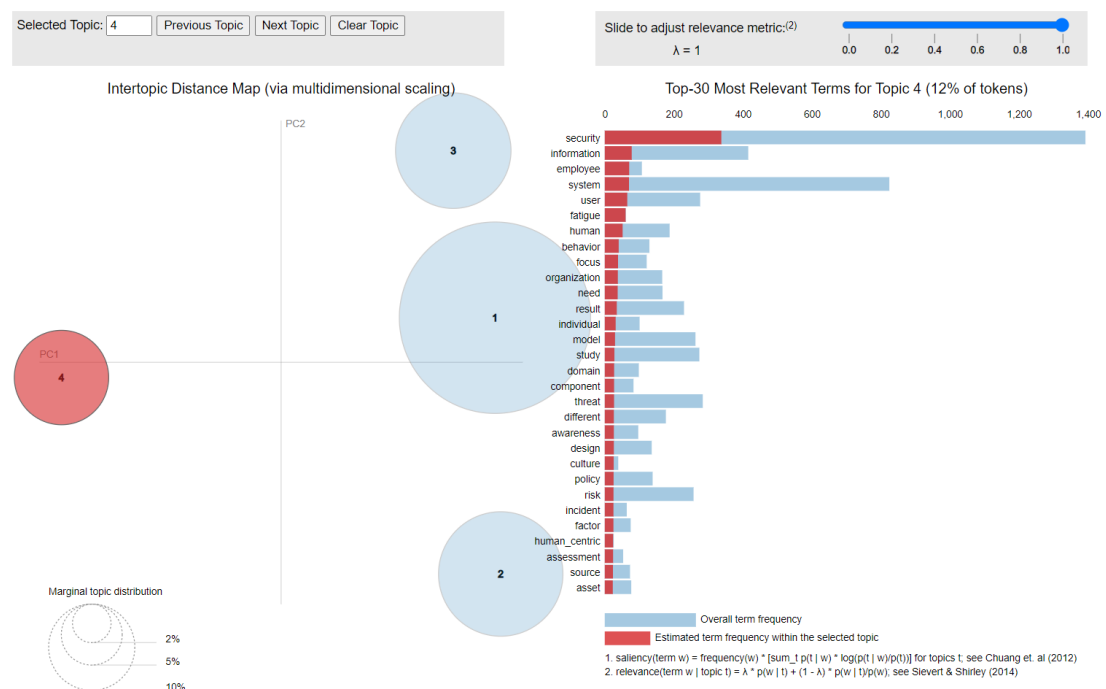 Selected Topic: 4 Previous Topic Next Topic Clear Topic
Slide to adjust relevance metric:(2)
λ = 1
0.0 0.2 0.4 0.6 0.8 1.0
Intertopic Distance Map (via multidimensional scaling)
PC2
PC1
3
1
4
2
Marginal topic distribution
2%
5%
10%
Top-30 Most Relevant Terms for Topic 4 (12% of tokens)
0 200 400 600 800 1,000 1,200 1,400
security
information
employee
system
user
fatigue
human
behavior
focus
organization
need
result
individual
model
study
domain
component
threat
different
awareness
design
culture
policy
risk
incident
factor
human_centric
assessment
source
asset
Overall term frequency
Estimated term frequency within the selected topic
1. saliency(term w) = frequency(w) * [sum_t p(t | w) * log(p(t | w)/p(t))] for topics t; see Chuang et. al (2012)
2. relevance(term w | topic t) = λ * p(w | t) + (1 - λ) * p(w | t)/p(w); see Sievert & Shirley (2014)